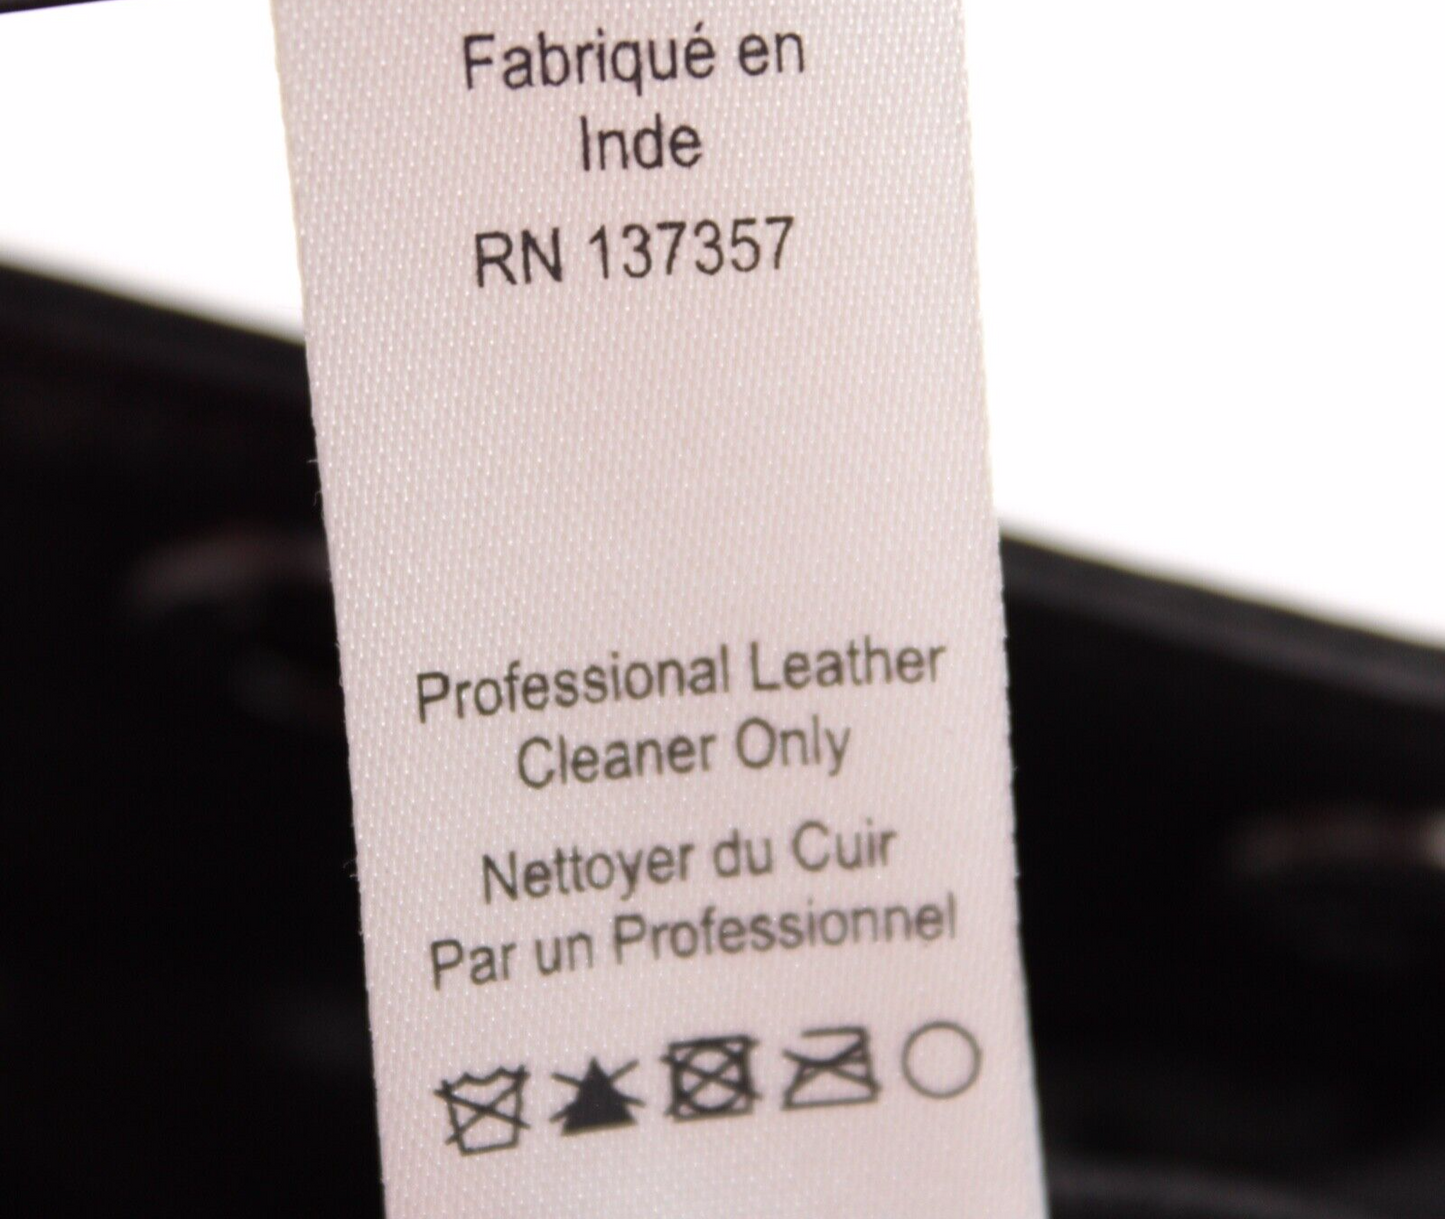 Fabriqué en
Inde
RN 137357
Professional Leather
Cleaner Only
Nettoyer du Cuir
Par un Professionnel